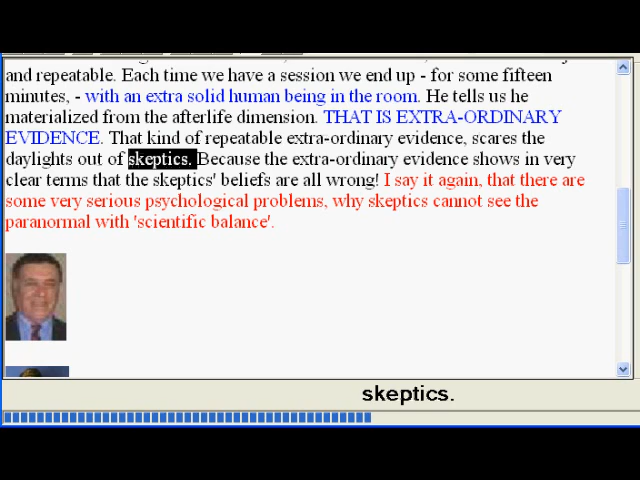 and repeatable. Each time we have a session we end up - for some fifteen
minutes, - with an extra solid human being in the room. He tells us he
materialized from the afterlife dimension. THAT IS EXTRA-ORDINARY
EVIDENCE. That kind of repeatable extra-ordinary evidence, scares the
daylights out of skeptics. Because the extra-ordinary evidence shows in very
clear terms that the skeptics' beliefs are all wrong! I say it again, that there are
some very serious psychological problems, why skeptics cannot see the
paranormal with 'scientific balance'.
skeptics.